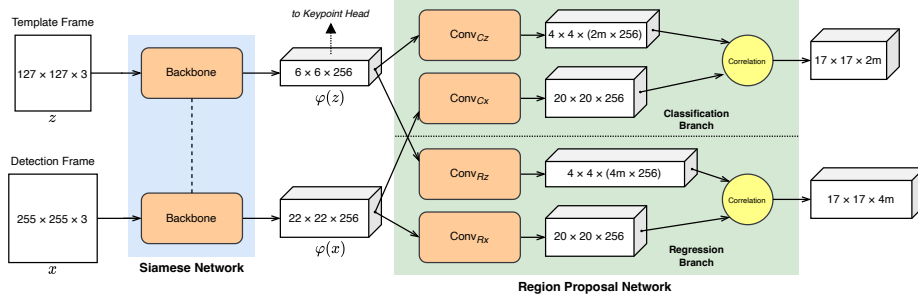 to Keypoint Head
Template Frame
127 × 127 × 3
z
Backbone
6 × 6 × 256
φ(z)
Conv_Cz
4 × 4 × (2m × 256)
Correlation
17 × 17 × 2m
Conv_Cx
20 × 20 × 256
Classification
Branch
Detection Frame
255 × 255 × 3
x
Backbone
Siamese Network
22 × 22 × 256
φ(x)
Conv_Rz
4 × 4 × (4m × 256)
Correlation
17 × 17 × 4m
Conv_Rx
20 × 20 × 256
Regression
Branch
Region Proposal Network